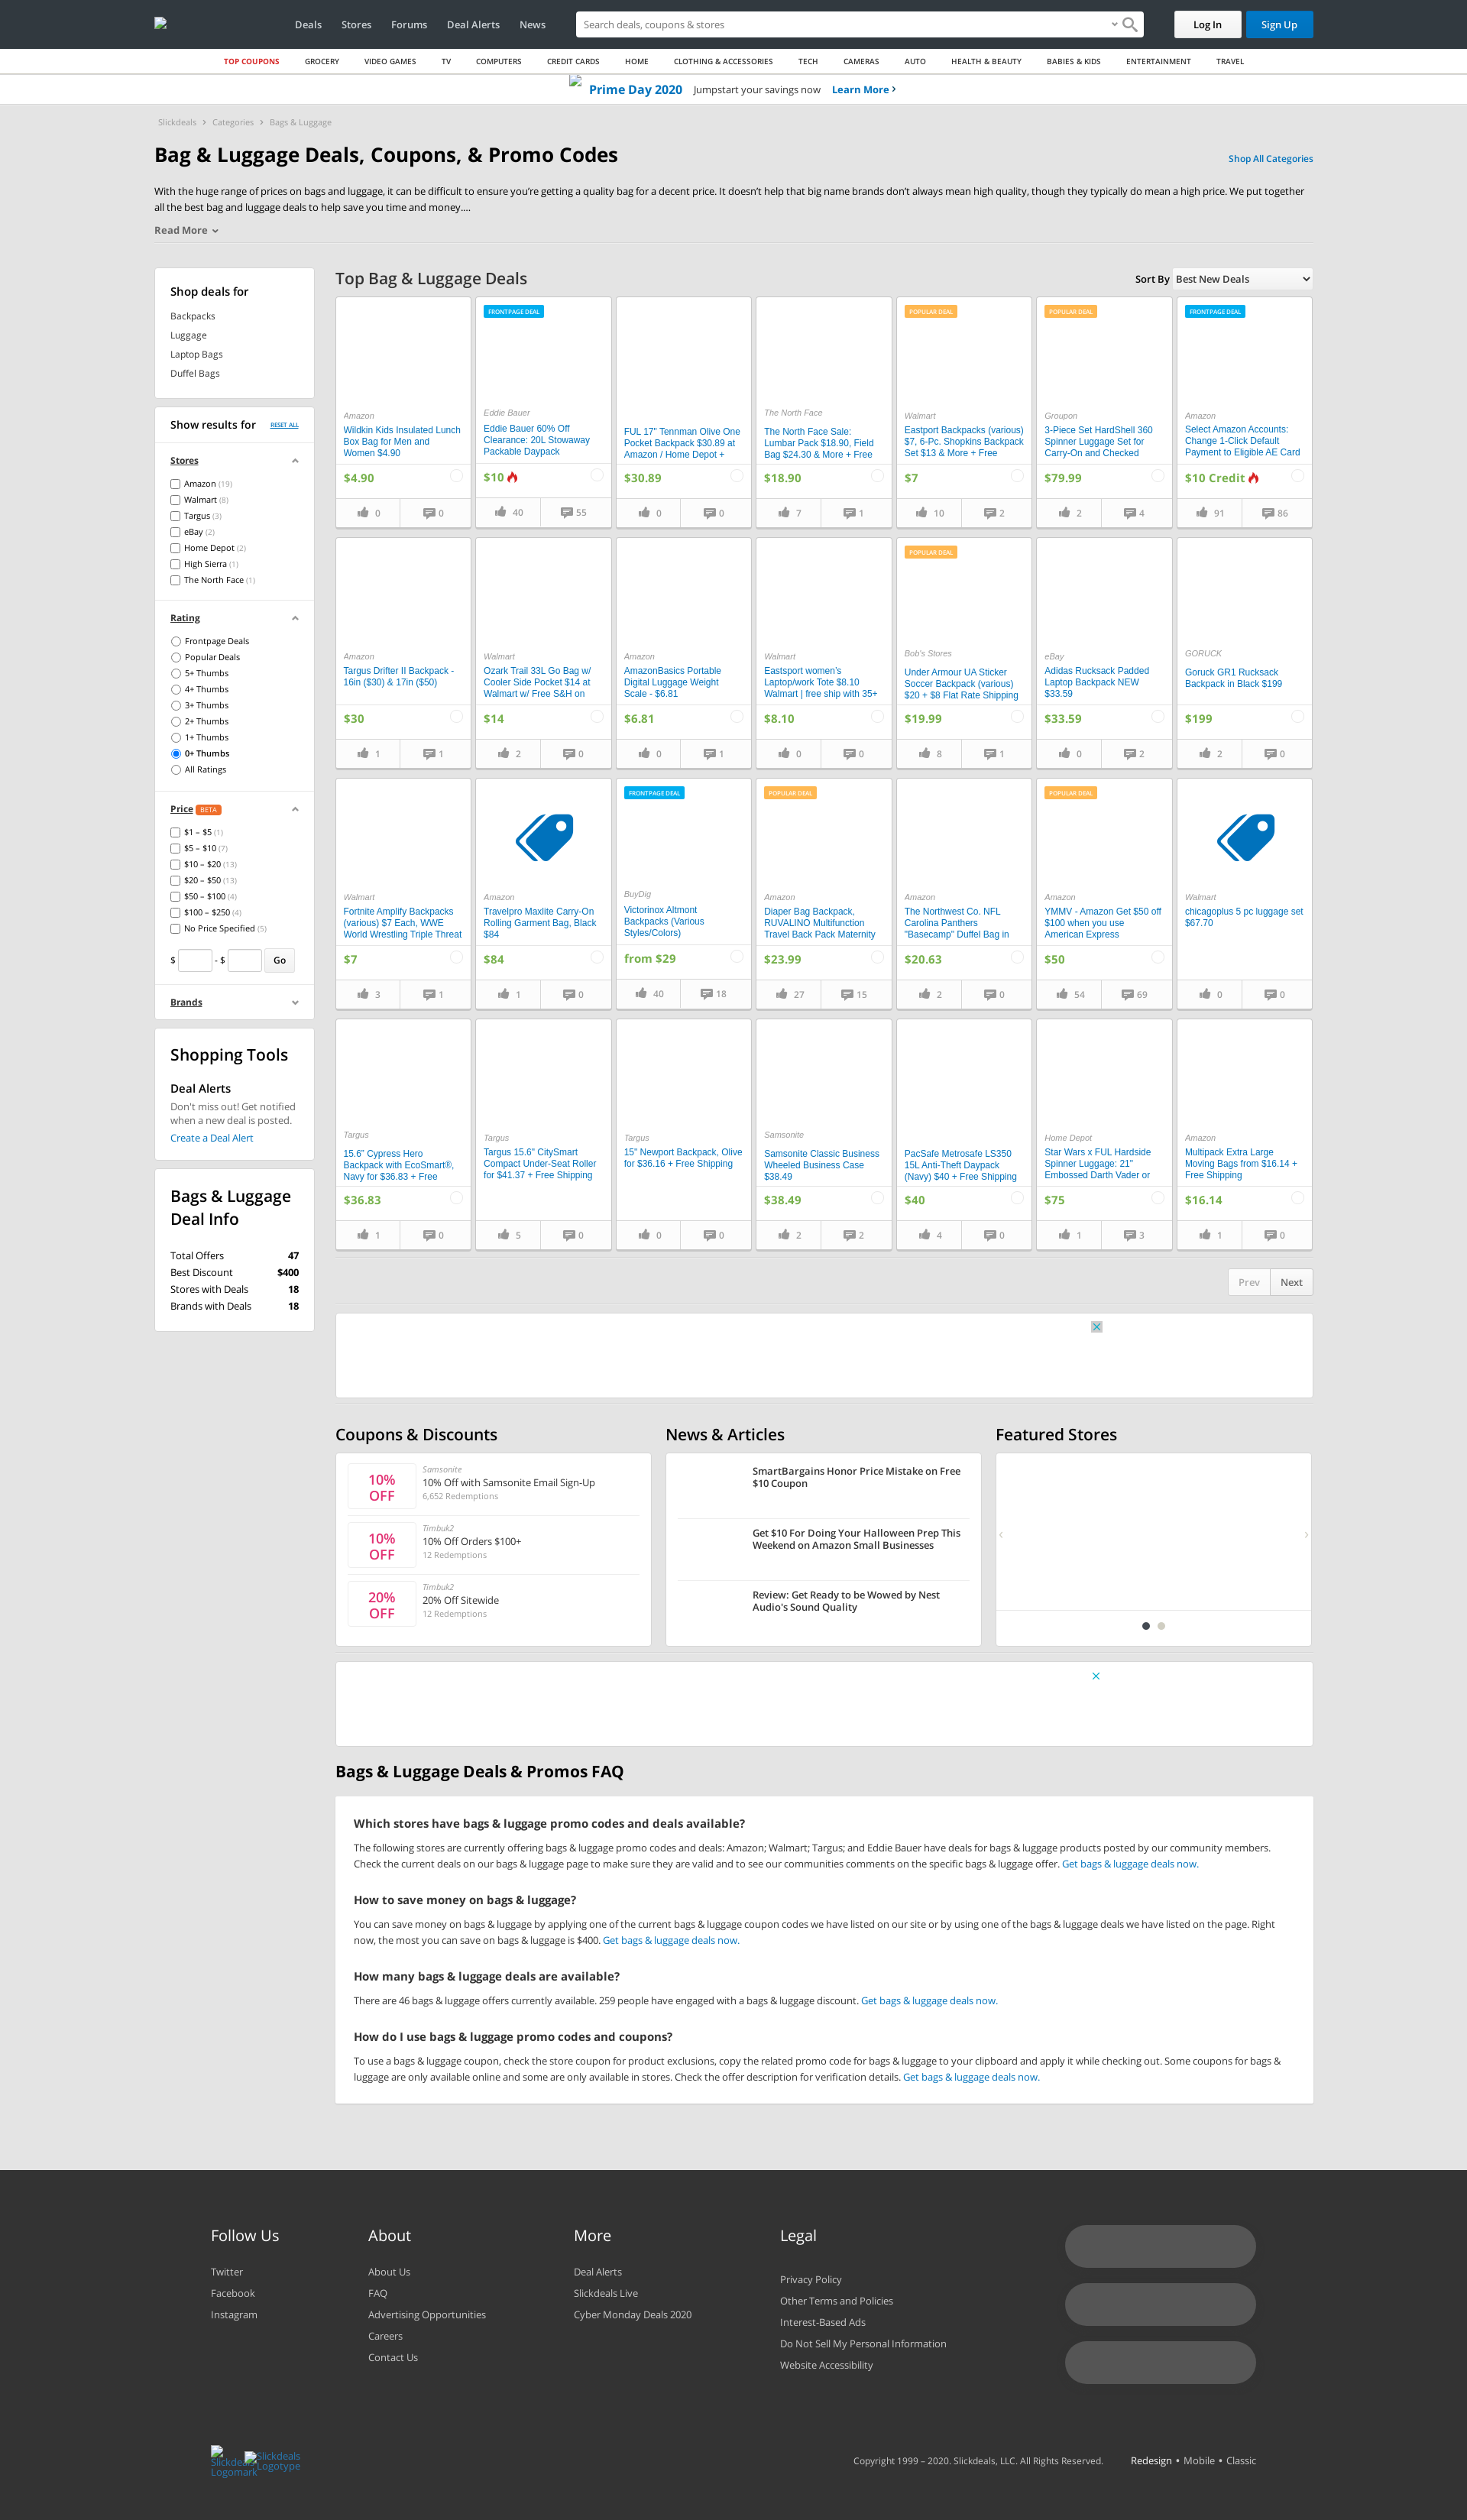 Deals Stores Forums Deal Alerts News Search deals, coupons & stores Log In Sign Up
TOP COUPONS GROCERY VIDEO GAMES TV COMPUTERS CREDIT CARDS HOME CLOTHING & ACCESSORIES TECH CAMERAS AUTO HEALTH & BEAUTY BABIES & KIDS ENTERTAINMENT TRAVEL
Prime Day 2020 Jumpstart your savings now Learn More
Slickdeals Categories Bags & Luggage
Bag & Luggage Deals, Coupons, & Promo Codes
Shop All Categories
With the huge range of prices on bags and luggage, it can be difficult to ensure you're getting a quality bag for a decent price. It doesn't help that big name brands don't always mean high quality, though they typically do mean a high price. We put together
all the best bag and luggage deals to help save you time and money....
Read More
Shop deals for
Backpacks
Luggage
Laptop Bags
Duffel Bags
Show results for RESET ALL
Stores
Amazon (19)
Walmart (8)
Targus (3)
eBay (2)
Home Depot (2)
High Sierra (1)
The North Face (1)
Rating
Frontpage Deals
Popular Deals
5+ Thumbs
4+ Thumbs
3+ Thumbs
2+ Thumbs
1+ Thumbs
0+ Thumbs
All Ratings
Price BETA
$1 – $5 (1)
$5 – $10 (7)
$10 – $20 (13)
$20 – $50 (13)
$50 – $100 (4)
$100 – $250 (4)
No Price Specified (5)
$ - $ Go
Brands
Shopping Tools
Deal Alerts
Don't miss out! Get notified
when a new deal is posted.
Create a Deal Alert
Bags & Luggage
Deal Info
Total Offers 47
Best Discount $400
Stores with Deals 18
Brands with Deals 18
Top Bag & Luggage Deals
Sort By Best New Deals
Amazon
Wildkin Kids Insulated Lunch
Box Bag for Men and
Women $4.90
$4.90
0 0
FRONTPAGE DEAL
Eddie Bauer
Eddie Bauer 60% Off
Clearance: 20L Stowaway
Packable Daypack
$10
40 55
FUL 17" Tennman Olive One
Pocket Backpack $30.89 at
Amazon / Home Depot +
$30.89
0 0
The North Face
The North Face Sale:
Lumbar Pack $18.90, Field
Bag $24.30 & More + Free
$18.90
7 1
POPULAR DEAL
Walmart
Eastport Backpacks (various)
$7, 6-Pc. Shopkins Backpack
Set $13 & More + Free
$7
10 2
POPULAR DEAL
Groupon
3-Piece Set HardShell 360
Spinner Luggage Set for
Carry-On and Checked
$79.99
2 4
FRONTPAGE DEAL
Amazon
Select Amazon Accounts:
Change 1-Click Default
Payment to Eligible AE Card
$10 Credit
91 86
Amazon
Targus Drifter II Backpack -
16in ($30) & 17in ($50)
$30
1 1
Walmart
Ozark Trail 33L Go Bag w/
Cooler Side Pocket $14 at
Walmart w/ Free S&H on
$14
2 0
Amazon
AmazonBasics Portable
Digital Luggage Weight
Scale - $6.81
$6.81
0 1
Walmart
Eastsport women's
Laptop/work Tote $8.10
Walmart | free ship with 35+
$8.10
0 0
POPULAR DEAL
Bob's Stores
Under Armour UA Sticker
Soccer Backpack (various)
$20 + $8 Flat Rate Shipping
$19.99
8 1
eBay
Adidas Rucksack Padded
Laptop Backpack NEW
$33.59
$33.59
0 2
GORUCK
Goruck GR1 Rucksack
Backpack in Black $199
$199
2 0
Walmart
Fortnite Amplify Backpacks
(various) $7 Each, WWE
World Wrestling Triple Threat
$7
3 1
Amazon
Travelpro Maxlite Carry-On
Rolling Garment Bag, Black
$84
$84
1 0
FRONTPAGE DEAL
BuyDig
Victorinox Altmont
Backpacks (Various
Styles/Colors)
from $29
40 18
POPULAR DEAL
Amazon
Diaper Bag Backpack,
RUVALINO Multifunction
Travel Back Pack Maternity
$23.99
27 15
Amazon
The Northwest Co. NFL
Carolina Panthers
"Basecamp" Duffel Bag in
$20.63
2 0
POPULAR DEAL
Amazon
YMMV - Amazon Get $50 off
$100 when you use
American Express
$50
54 69
Walmart
chicagoplus 5 pc luggage set
$67.70
0 0
Targus
15.6" Cypress Hero
Backpack with EcoSmart®,
Navy for $36.83 + Free
$36.83
1 0
Targus
Targus 15.6" CitySmart
Compact Under-Seat Roller
for $41.37 + Free Shipping
5 0
Targus
15" Newport Backpack, Olive
for $36.16 + Free Shipping
0 0
Samsonite
Samsonite Classic Business
Wheeled Business Case
$38.49
$38.49
2 2
PacSafe Metrosafe LS350
15L Anti-Theft Daypack
(Navy) $40 + Free Shipping
$40
4 0
Home Depot
Star Wars x FUL Hardside
Spinner Luggage: 21"
Embossed Darth Vader or
$75
1 3
Amazon
Multipack Extra Large
Moving Bags from $16.14 +
Free Shipping
$16.14
1 0
Prev Next
Coupons & Discounts
10%
OFF
Samsonite
10% Off with Samsonite Email Sign-Up
6,652 Redemptions
10%
OFF
Timbuk2
10% Off Orders $100+
12 Redemptions
20%
OFF
Timbuk2
20% Off Sitewide
12 Redemptions
News & Articles
SmartBargains Honor Price Mistake on Free
$10 Coupon
Get $10 For Doing Your Halloween Prep This
Weekend on Amazon Small Businesses
Review: Get Ready to be Wowed by Nest
Audio's Sound Quality
Featured Stores
Bags & Luggage Deals & Promos FAQ
Which stores have bags & luggage promo codes and deals available?
The following stores are currently offering bags & luggage promo codes and deals: Amazon; Walmart; Targus; and Eddie Bauer have deals for bags & luggage products posted by our community members.
Check the current deals on our bags & luggage page to make sure they are valid and to see our communities comments on the specific bags & luggage offer. Get bags & luggage deals now.
How to save money on bags & luggage?
You can save money on bags & luggage by applying one of the current bags & luggage coupon codes we have listed on our site or by using one of the bags & luggage deals we have listed on the page. Right
now, the most you can save on bags & luggage is $400. Get bags & luggage deals now.
How many bags & luggage deals are available?
There are 46 bags & luggage offers currently available. 259 people have engaged with a bags & luggage discount. Get bags & luggage deals now.
How do I use bags & luggage promo codes and coupons?
To use a bags & luggage coupon, check the store coupon for product exclusions, copy the related promo code for bags & luggage to your clipboard and apply it while checking out. Some coupons for bags &
luggage are only available online and some are only available in stores. Check the offer description for verification details. Get bags & luggage deals now.
Follow Us
Twitter
Facebook
Instagram
About
About Us
FAQ
Advertising Opportunities
Careers
Contact Us
More
Deal Alerts
Slickdeals Live
Cyber Monday Deals 2020
Legal
Privacy Policy
Other Terms and Policies
Interest-Based Ads
Do Not Sell My Personal Information
Website Accessibility
Slickdeals
Logomark
Slickdeals
Logotype
Copyright 1999 – 2020. Slickdeals, LLC. All Rights Reserved. Redesign • Mobile • Classic